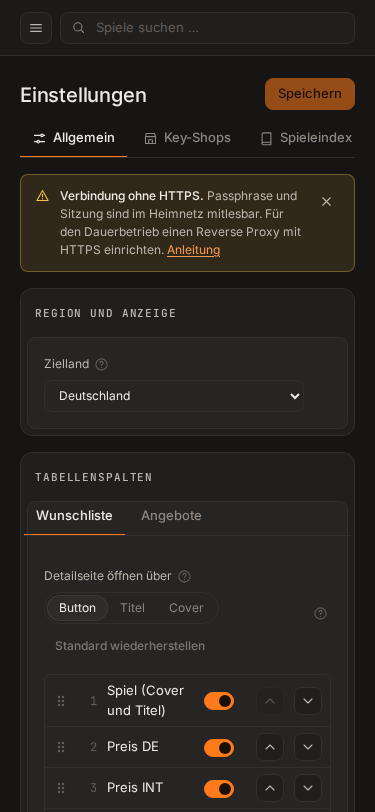 Spiele suchen ...
Einstellungen
Speichern
Allgemein
Key-Shops
Spieleindex
Verbindung ohne HTTPS. Passphrase und
Sitzung sind im Heimnetz mitlesbar. Für
den Dauerbetrieb einen Reverse Proxy mit
HTTPS einrichten. Anleitung
REGION UND ANZEIGE
Zielland
Deutschland
TABELLENSPALTEN
Wunschliste
Angebote
Detailseite öffnen über
Button
Titel
Cover
Standard wiederherstellen
1 Spiel (Cover
und Titel)
2 Preis DE
3 Preis INT